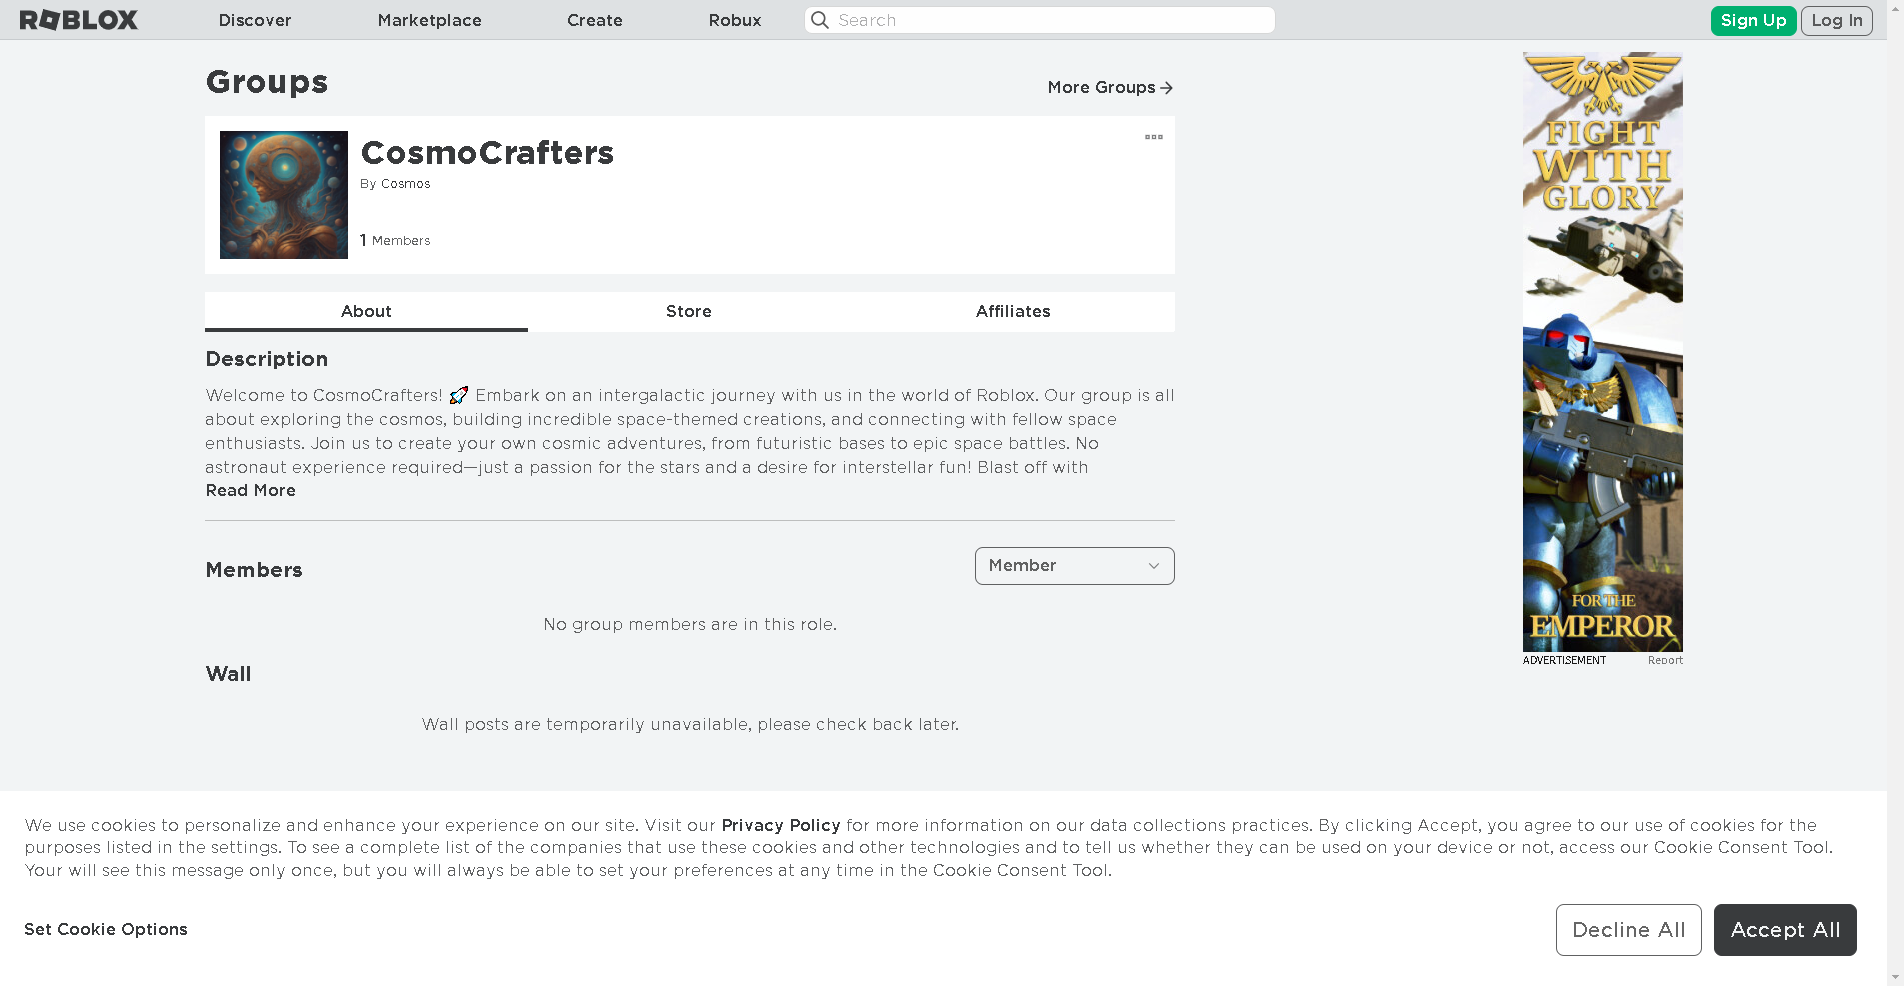 ROBLOX
Discover
Marketplace
Create
Robux
Search
Sign Up
Log In
Groups
More Groups
CosmoCrafters
By Cosmos
1 Members
About
Store
Affiliates
Description
Welcome to CosmoCrafters! 🚀 Embark on an intergalactic journey with us in the world of Roblox. Our group is all
about exploring the cosmos, building incredible space-themed creations, and connecting with fellow space
enthusiasts. Join us to create your own cosmic adventures, from futuristic bases to epic space battles. No
astronaut experience required—just a passion for the stars and a desire for interstellar fun! Blast off with
Read More
Members
Member
No group members are in this role.
Wall
Wall posts are temporarily unavailable, please check back later.
FIGHT
WITH
GLORY
FOR THE
EMPEROR
ADVERTISEMENT
Report
We use cookies to personalize and enhance your experience on our site. Visit our Privacy Policy for more information on our data collections practices. By clicking Accept, you agree to our use of cookies for the
purposes listed in the settings. To see a complete list of the companies that use these cookies and other technologies and to tell us whether they can be used on your device or not, access our Cookie Consent Tool.
Your will see this message only once, but you will always be able to set your preferences at any time in the Cookie Consent Tool.
Set Cookie Options
Decline All
Accept All